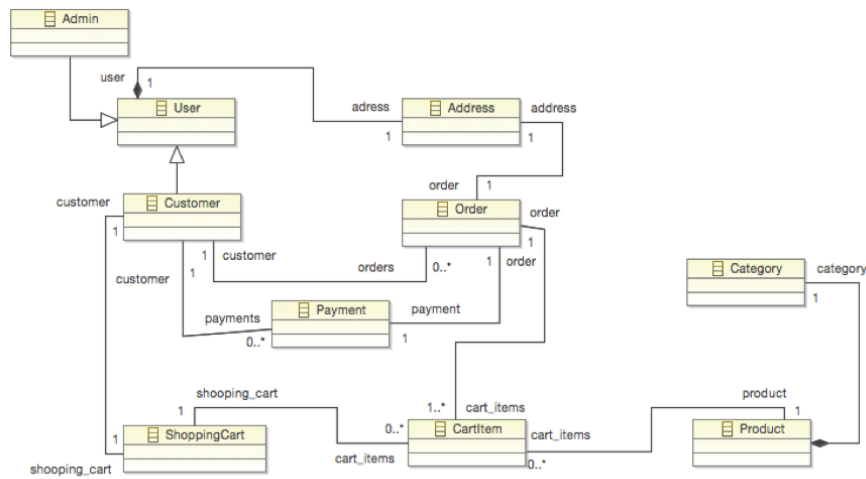 Admin
user
1
User
adress
1
Address
address
1
order
1
customer
1
Customer
Order
order
1
1
customer
customer
1
orders
0..*
1
order
Category
category
1
payments
0..*
Payment
payment
1
shooping_cart
1
1..*
cart_items
product
1
1
ShoppingCart
shooping_cart
0..*
cart_items
CartItem
cart_items
0..*
Product